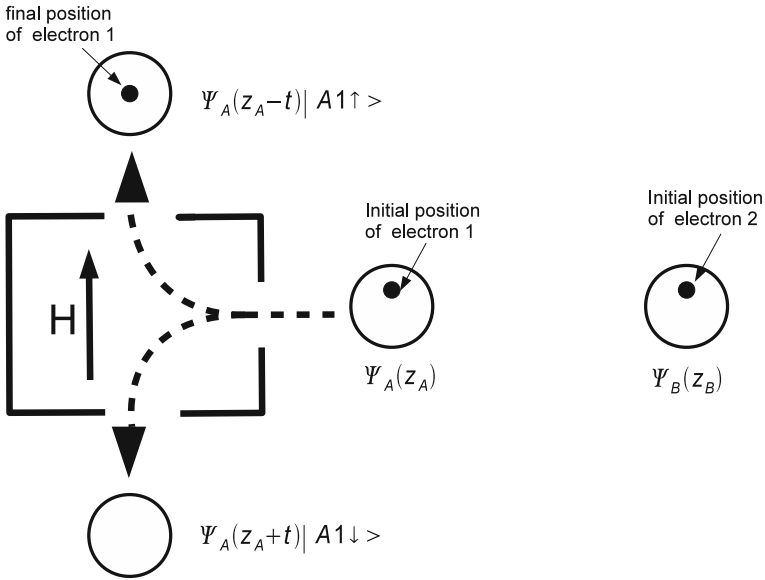 final position
of electron 1
Ψ_A(z_A−t)| A1↑ >
Initial position
of electron 1
Initial position
of electron 2
H
Ψ_A(z_A)
Ψ_B(z_B)
Ψ_A(z_A+t)| A1↓ >